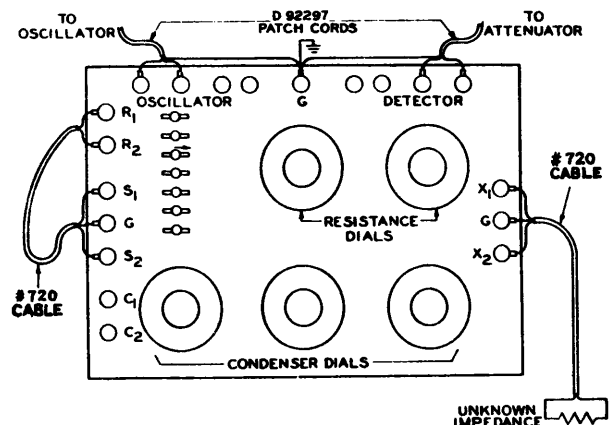 D 92297
PATCH CORDS
TO
OSCILLATOR
TO
ATTENUATOR
OSCILLATOR
G
DETECTOR
R1
R2
S1
G
S2
C1
C2
#720
CABLE
RESISTANCE
DIALS
X1
G
X2
#720
CABLE
CONDENSER DIALS
UNKNOWN
IMPEDANCE